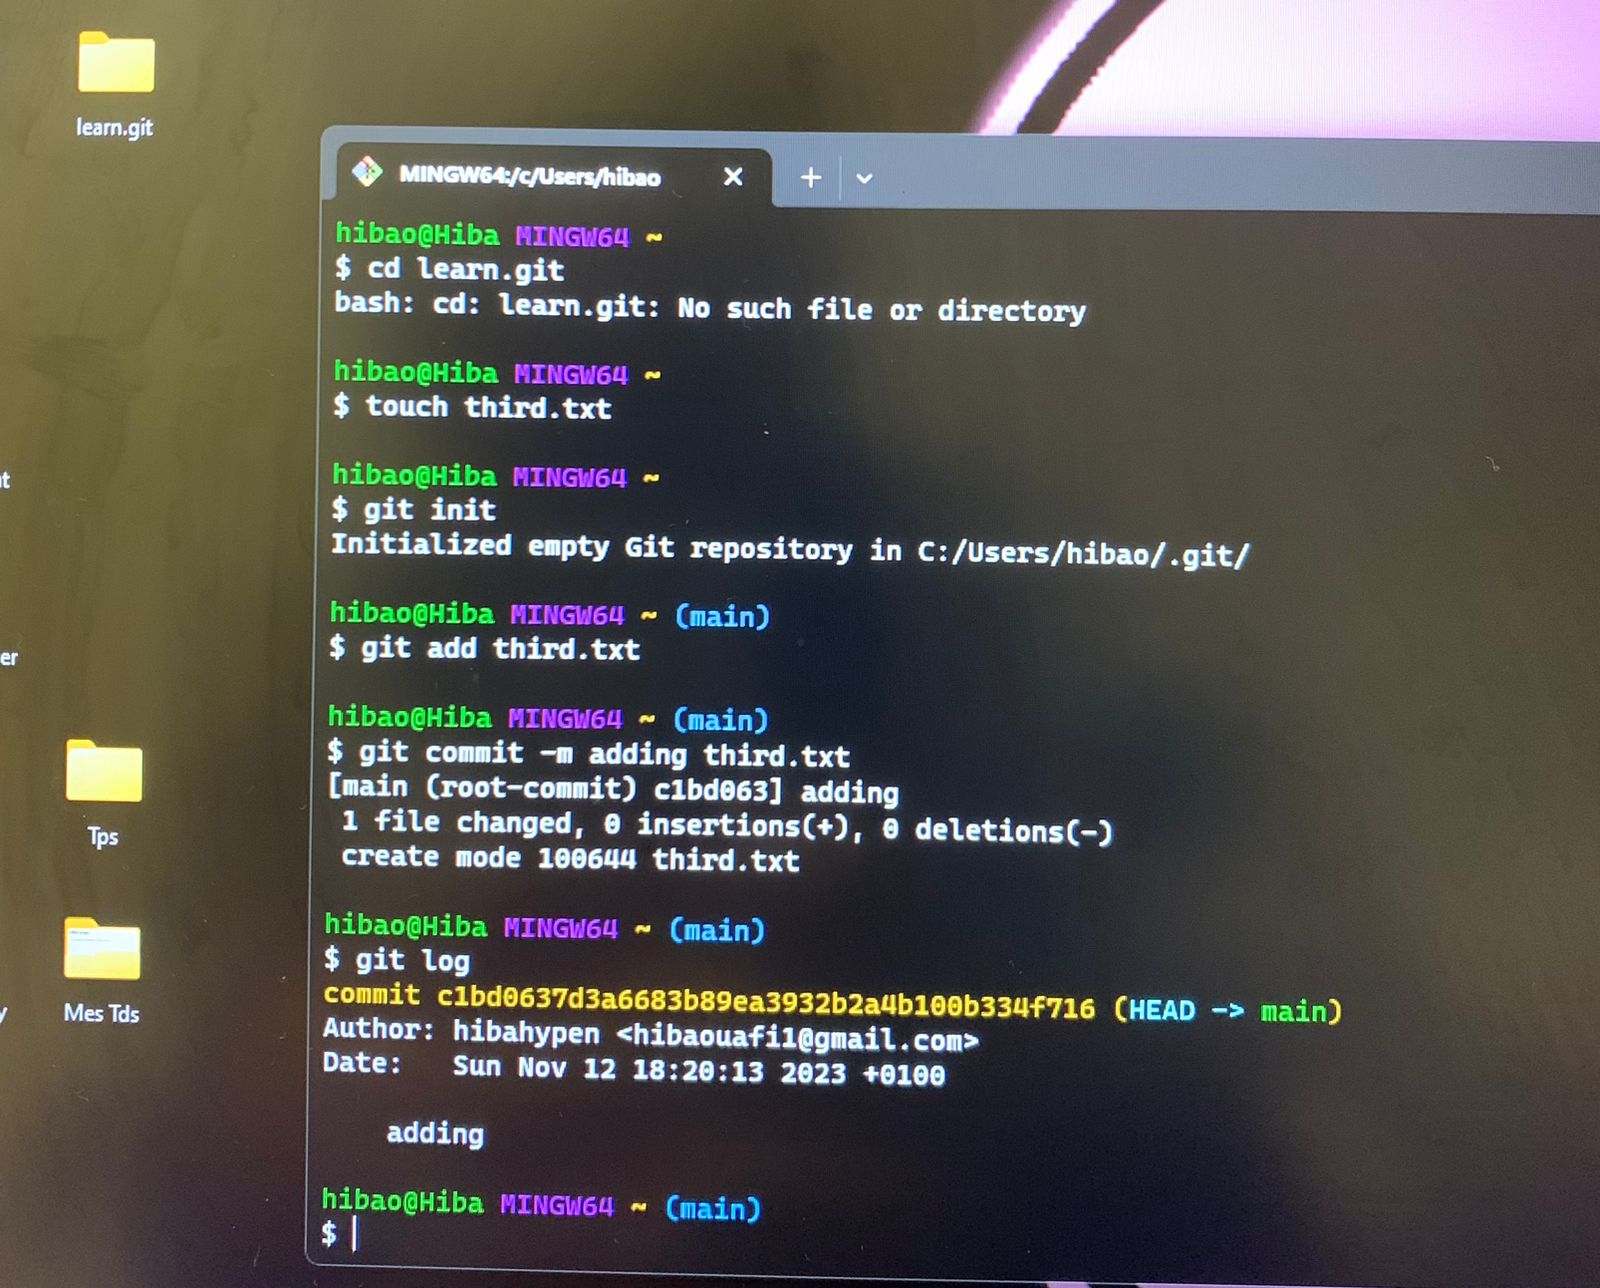 learn.git
MINGW64:/c/Users/hibao
hibao@Hiba MINGW64 ~
$ cd learn.git
bash: cd: learn.git: No such file or directory
hibao@Hiba MINGW64 ~
$ touch third.txt
hibao@Hiba MINGW64 ~
$ git init
Initialized empty Git repository in C:/Users/hibao/.git/
hibao@Hiba MINGW64 ~ (main)
$ git add third.txt
hibao@Hiba MINGW64 ~ (main)
$ git commit -m adding third.txt
[main (root-commit) c1bd063] adding
1 file changed, 0 insertions(+), 0 deletions(-)
create mode 100644 third.txt
hibao@Hiba MINGW64 ~ (main)
$ git log
commit c1bd0637d3a6683b89ea3932b2a4b100b334f716 (HEAD -> main)
Author: hibahypen <hibaouafi1@gmail.com>
Date:   Sun Nov 12 18:20:13 2023 +0100
adding
hibao@Hiba MINGW64 ~ (main)
$
er
Tps
Mes Tds